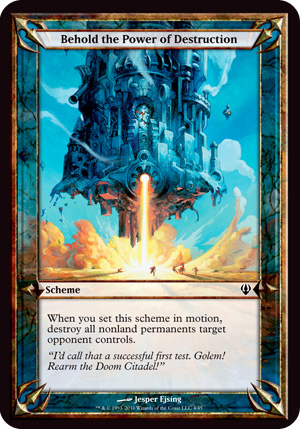 Behold the Power of Destruction
Scheme
When you set this scheme in motion,
destroy all nonland permanents target
opponent controls.
“I’d call that a successful first test. Golem!
Rearm the Doom Citadel!”
Jesper Ejsing
™ & © 1993-2010 Wizards of the Coast LLC 4/45